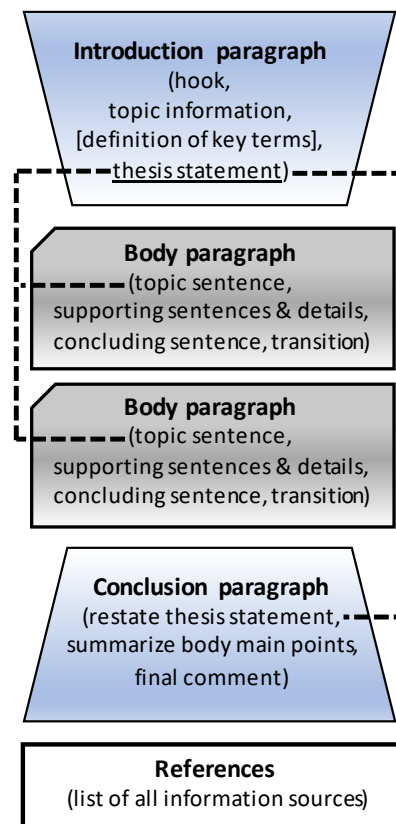 Introduction paragraph
(hook,
topic information,
[definition of key terms],
thesis statement)
Body paragraph
(topic sentence,
supporting sentences & details,
concluding sentence, transition)
Body paragraph
(topic sentence,
supporting sentences & details,
concluding sentence, transition)
Conclusion paragraph
(restate thesis statement,
summarize body main points,
final comment)
References
(list of all information sources)